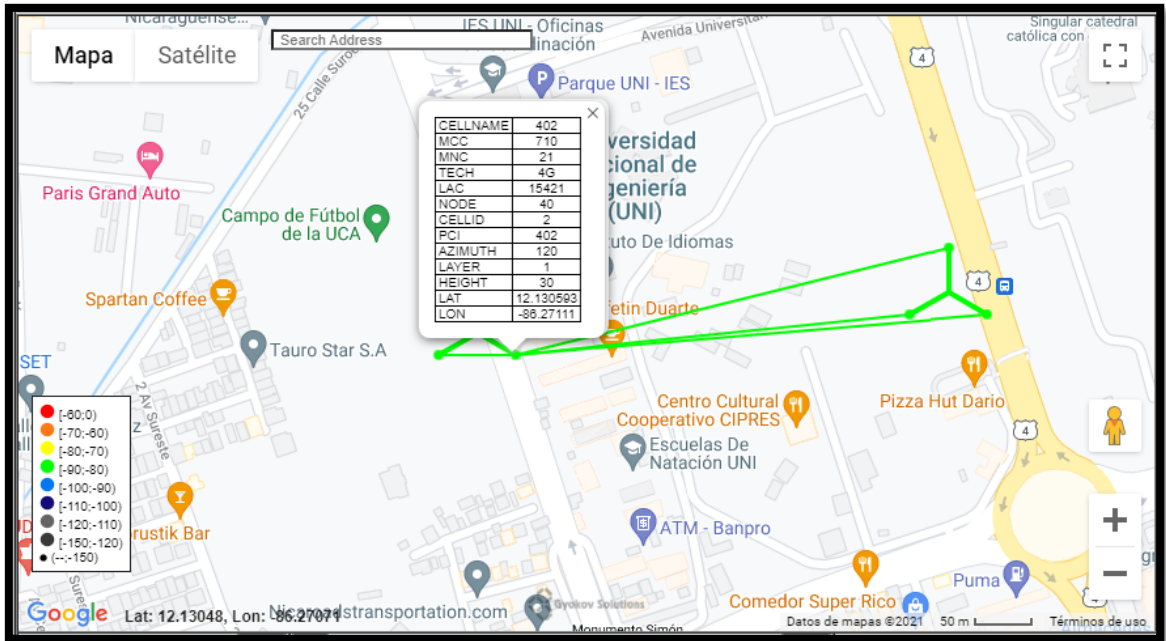 Nicaraguense...
IES UNI - Oficinas
Avenida Universitar
Singular catedral
católica con
Mapa
Satélite
Search Address
25 Calle Suroe
Parque UNI - IES
4
CELLNAME 402
MCC 710
MNC 21
TECH 4G
LAC 15421
NODE 40
CELLID 2
PCI 402
AZIMUTH 120
LAYER 1
HEIGHT 30
LAT 12.130593
LON -86.27111
versidad
cional de
geniería
(UNI)
uto De Idiomas
Paris Grand Auto
Campo de Fútbol
de la UCA
4
Spartan Coffee
fetin Duarte
Tauro Star S.A
SET
2 Av Sureste
Pizza Hut Dario
Centro Cultural
Cooperativo CIPRES
4
Escuelas De
Natación UNI
[-60;0)
[-70;-60)
[-80;-70)
[-90;-80)
[-100;-90)
[-110;-100)
[-120;-110)
[-150;-120)
(--;-150)
ATM - Banpro
rustik Bar
Puma
Comedor Super Rico
4
Google
Lat: 12.13048, Lon: -86.27071
dstransportation.com
Gyokov Solutions
Monumento Simón
Datos de mapas ©2021
50 m
Términos de uso